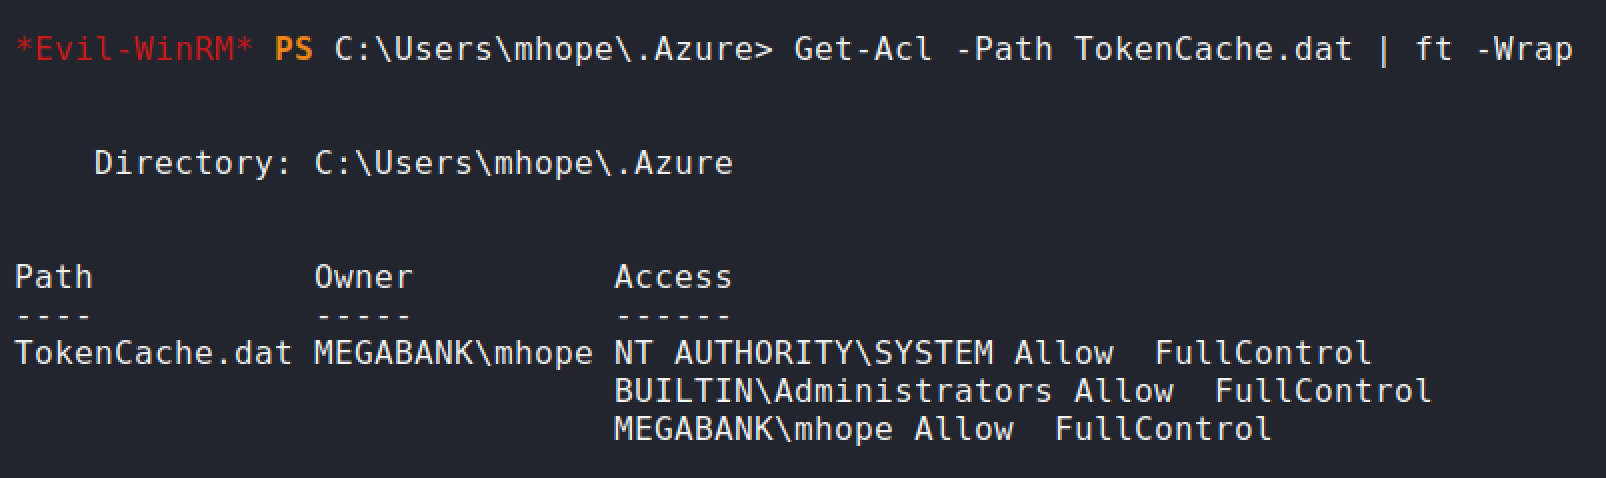 *Evil-WinRM* PS C:\Users\mhope\.Azure> Get-Acl -Path TokenCache.dat | ft -Wrap
Directory: C:\Users\mhope\.Azure
Path Owner Access
---- ----- ------
TokenCache.dat MEGABANK\mhope NT AUTHORITY\SYSTEM Allow  FullControl
BUILTIN\Administrators Allow  FullControl
MEGABANK\mhope Allow  FullControl